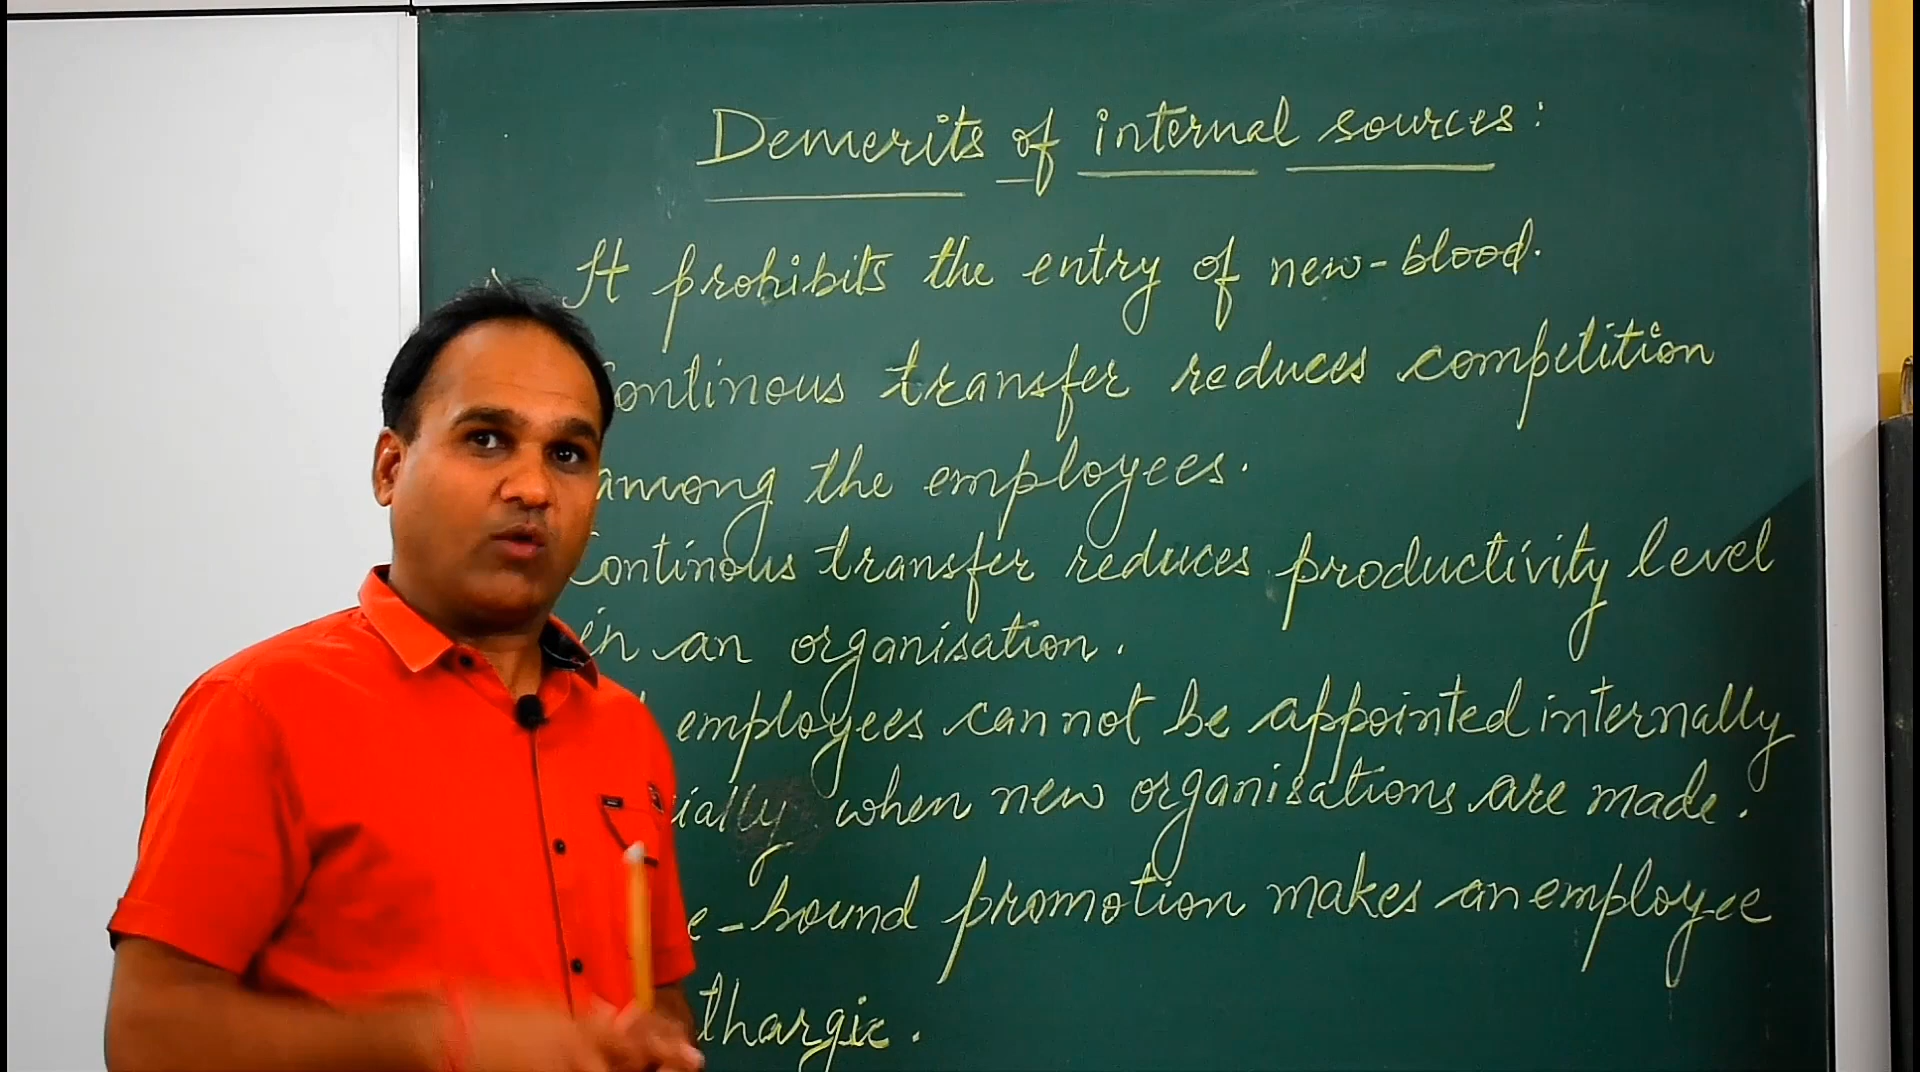 Demerits of internal sources:
It prohibits the entry of new-blood.
Continous transfer reduces competition
among the employees.
Continous transfer reduces productivity level
in an organisation.
employees can not be appointed internally
ially when new organisations are made.
e-bound promotion makes an employee
thargic.